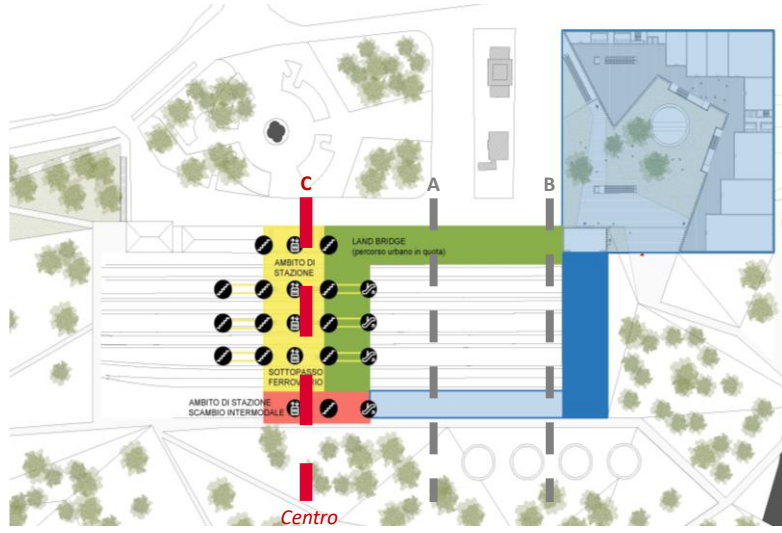 C
A
B
LAND BRIDGE
(percorso urbano in quota)
AMBITO DI
STAZIONE
SOTTOPASSO
FERROVIARIO
AMBITO DI STAZIONE
SCAMBIO INTERMODALE
Centro